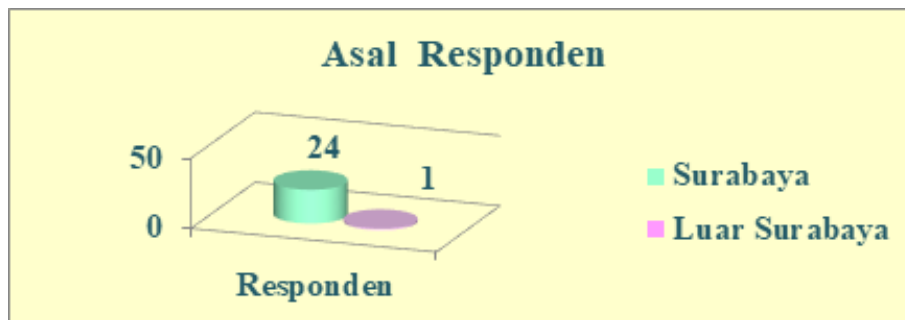 Asal Responden
24
1
50
0
Responden
Surabaya
Luar Surabaya